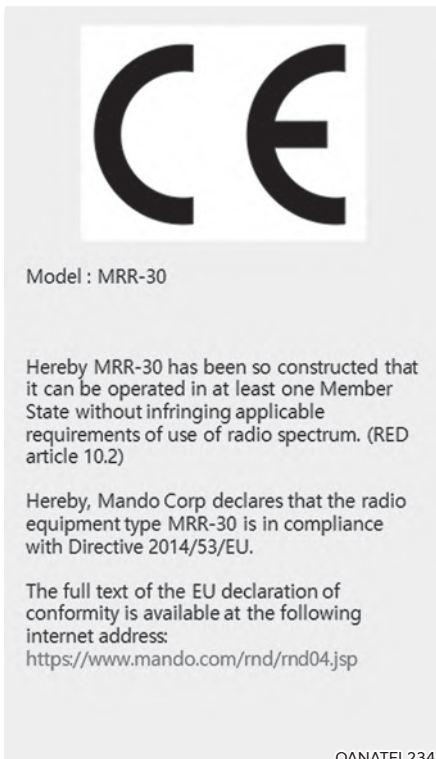 CE
Model : MRR-30
Hereby MRR-30 has been so constructed that
it can be operated in at least one Member
State without infringing applicable
requirements of use of radio spectrum. (RED
article 10.2)
Hereby, Mando Corp declares that the radio
equipment type MRR-30 is in compliance
with Directive 2014/53/EU.
The full text of the EU declaration of
conformity is available at the following
internet address:
https://www.mando.com/rnd/rnd04.jsp
OANATEL234